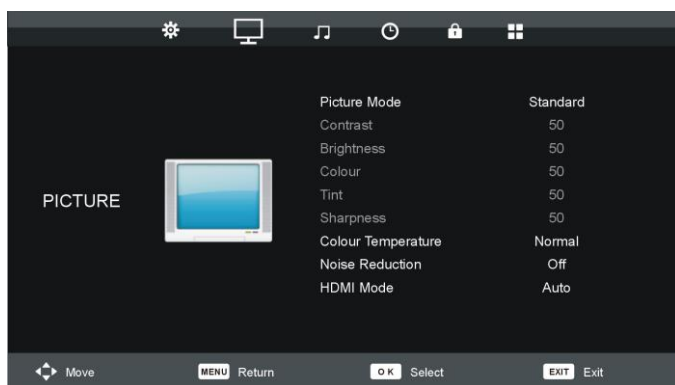 Picture Mode Standard
Contrast 50
Brightness 50
Colour 50
Tint 50
PICTURE
Sharpness 50
Colour Temperature Normal
Noise Reduction Off
HDMI Mode Auto
Move MENU Return OK Select EXIT Exit